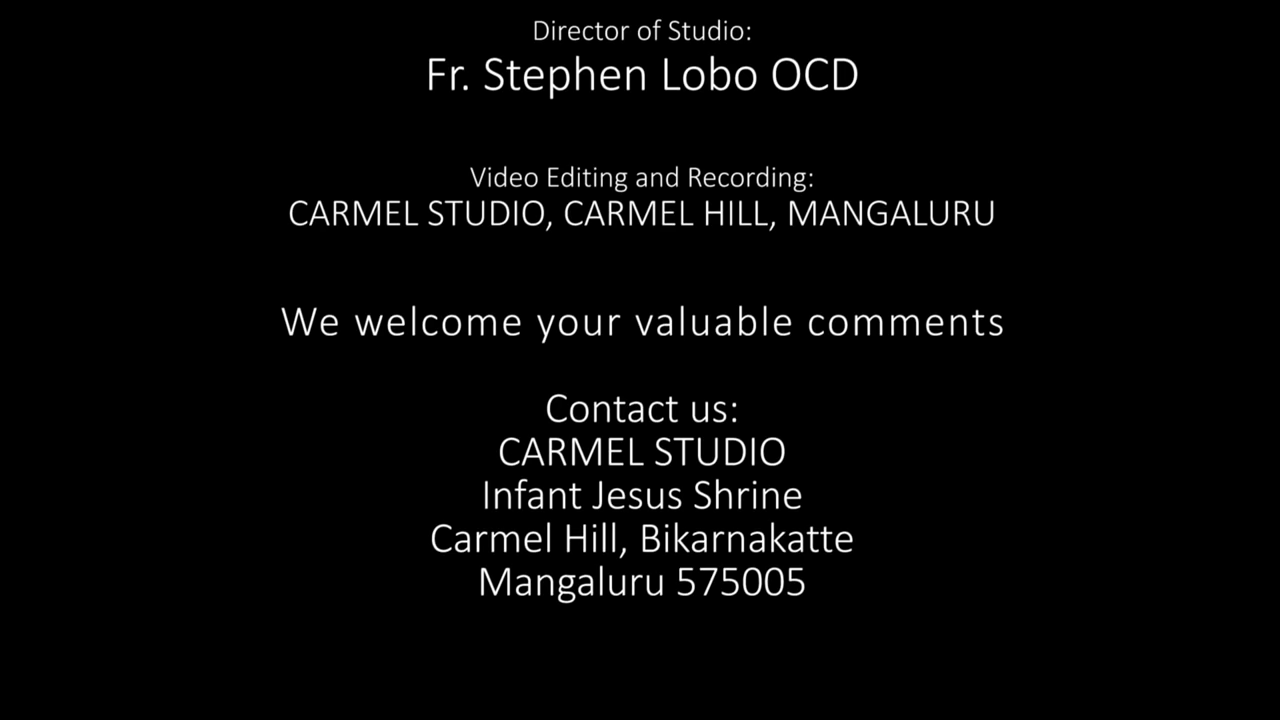 Director of Studio:
Fr. Stephen Lobo OCD
Video Editing and Recording:
CARMEL STUDIO, CARMEL HILL, MANGALURU
We welcome your valuable comments
Contact us:
CARMEL STUDIO
Infant Jesus Shrine
Carmel Hill, Bikarnakatte
Mangaluru 575005